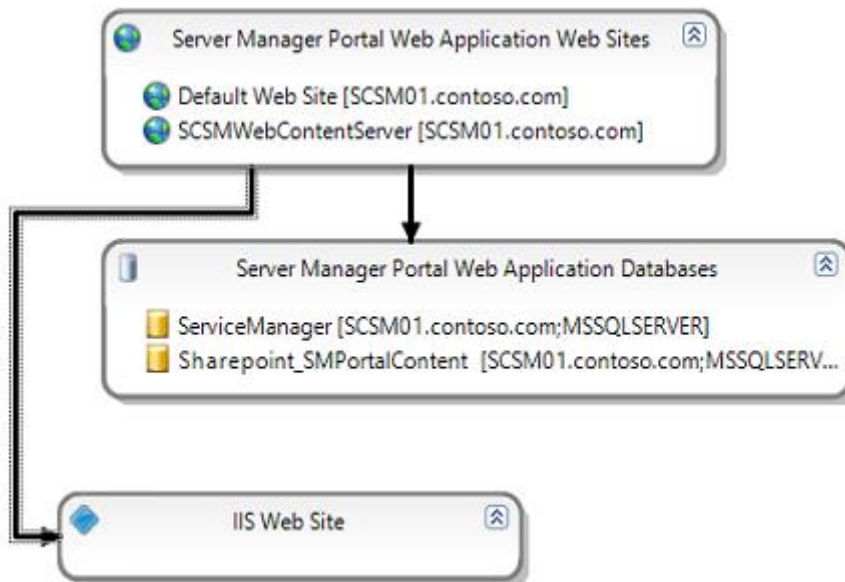 Server Manager Portal Web Application Web Sites
Default Web Site [SCSM01.contoso.com]
SCSMWebContentServer [SCSM01.contoso.com]
Server Manager Portal Web Application Databases
ServiceManager [SCSM01.contoso.com;MSSQLSERVER]
Sharepoint_SMPortalContent [SCSM01.contoso.com;MSSQLSERV...
IIS Web Site